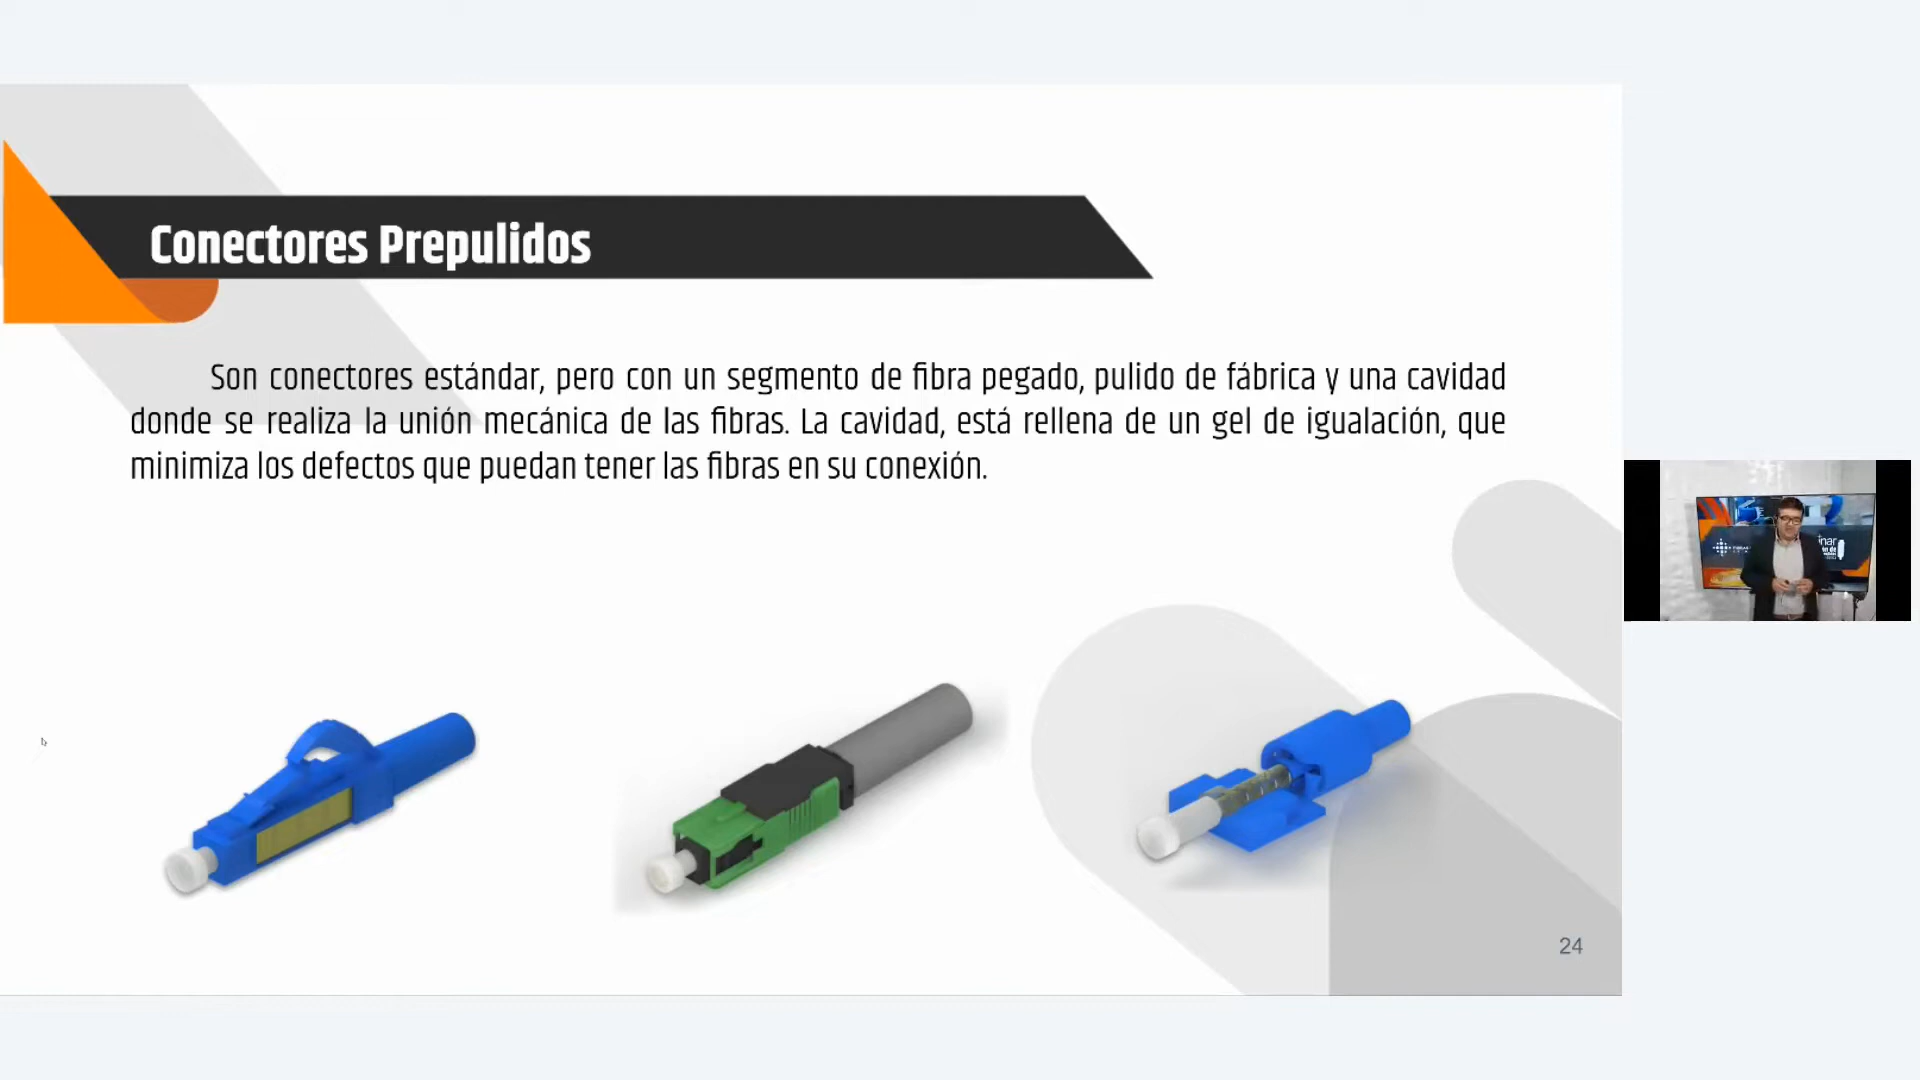 Conectores Prepulidos
Son conectores estándar, pero con un segmento de fibra pegado, pulido de fábrica y una cavidad
donde se realiza la unión mecánica de las fibras. La cavidad, está rellena de un gel de igualación, que
minimiza los defectos que puedan tener las fibras en su conexión.
24